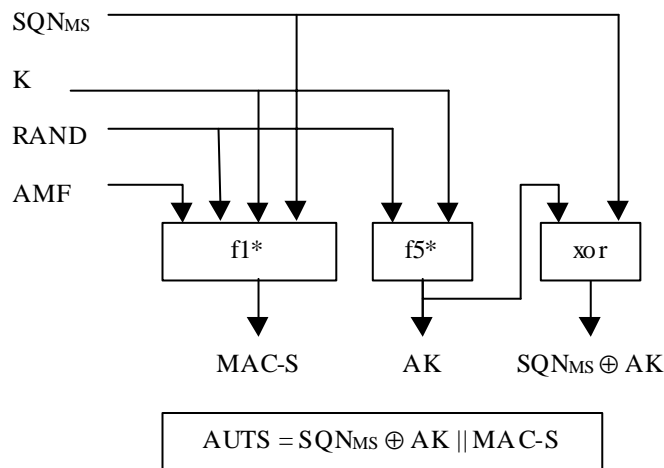 SQNMS
K
RAND
AMF
f1*
f5*
xor
MAC-S
AK
SQNMS ⊕ AK
AUTS = SQNMS ⊕ AK || MAC-S